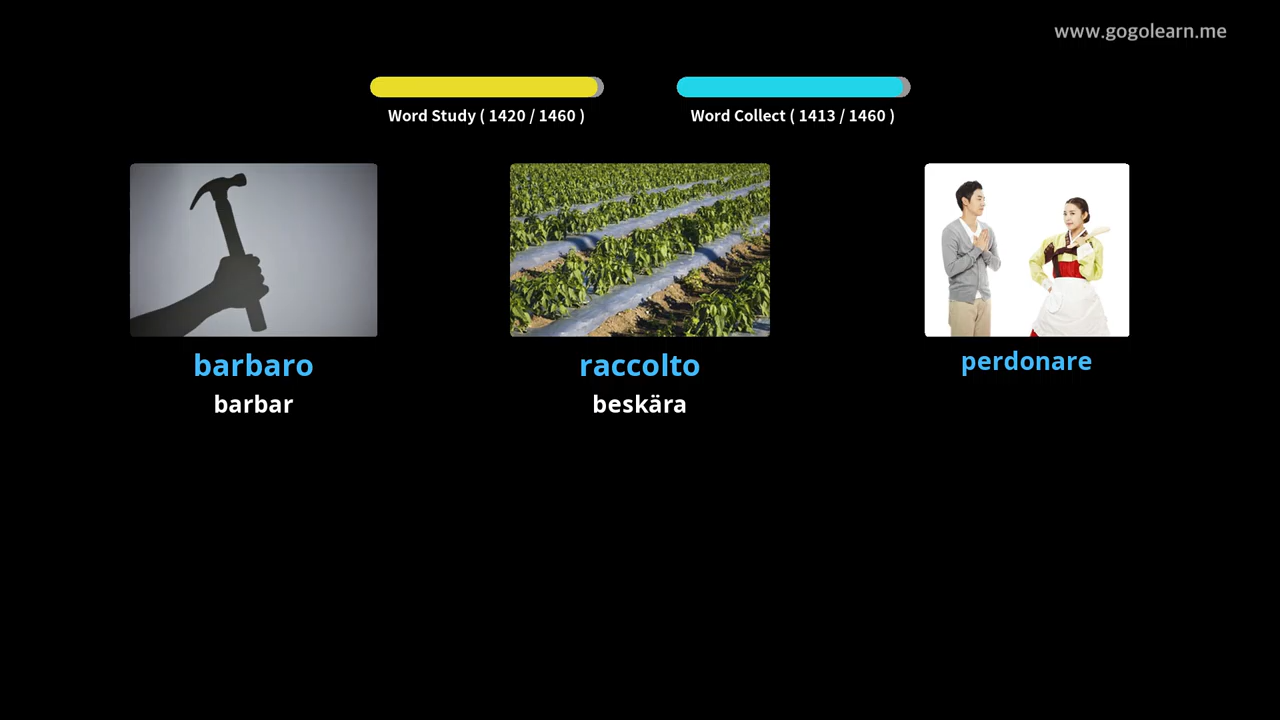 www.gogolearn.me
Word Study ( 1420 / 1460 )
Word Collect ( 1413 / 1460 )
barbaro
barbar
raccolto
beskära
perdonare